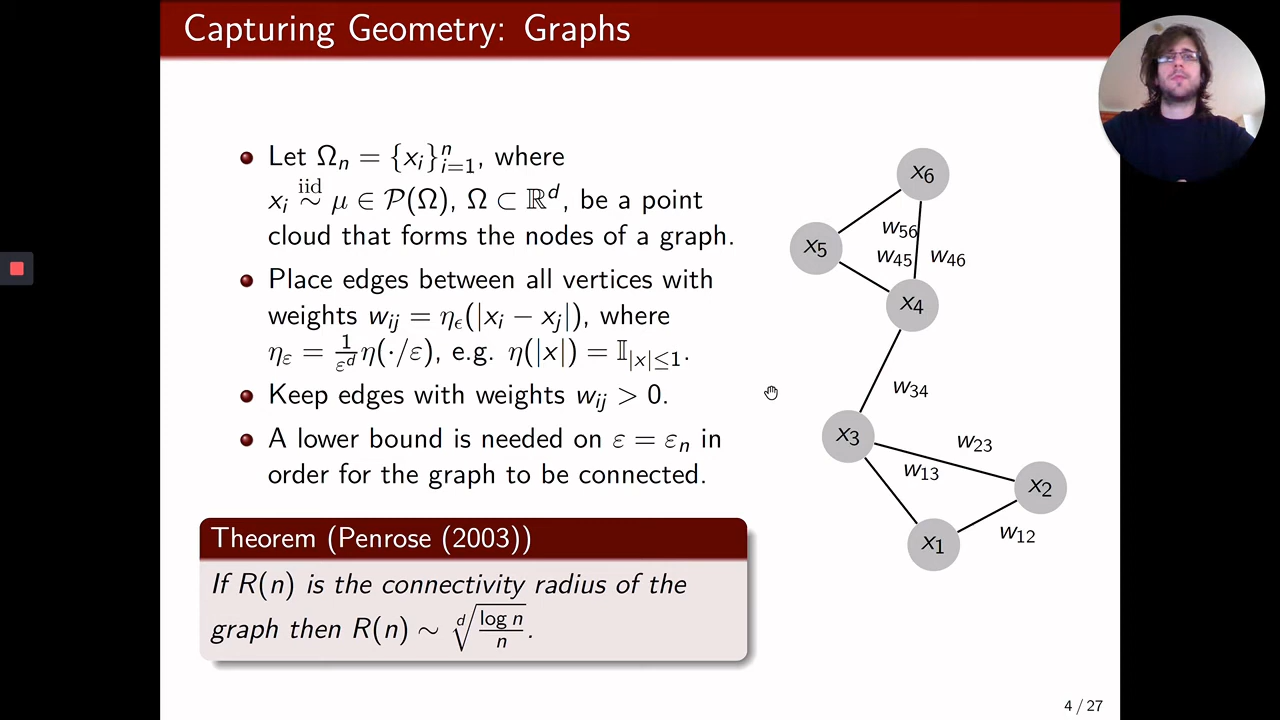 Capturing Geometry: Graphs
Let Ωₙ = {xᵢ}ⁿᵢ₌₁, where
xᵢ iid∼ μ ∈ 𝒫(Ω), Ω ⊂ ℝᵈ, be a point
cloud that forms the nodes of a graph.
Place edges between all vertices with
weights wᵢⱼ = η_ϵ(|xᵢ − xⱼ|), where
η_ε = 1/εᵈ η(·/ε), e.g. η(|x|) = 𝕀_{|x|≤1}.
Keep edges with weights wᵢⱼ > 0.
A lower bound is needed on ε = εₙ in
order for the graph to be connected.
Theorem (Penrose (2003))
If R(n) is the connectivity radius of the
graph then R(n) ∼ ᵈ√(log n / n).
x₆
w₅₆
x₅
w₄₅ w₄₆
x₄
w₃₄
x₃
w₂₃
w₁₃
x₂
w₁₂
x₁
4 / 27